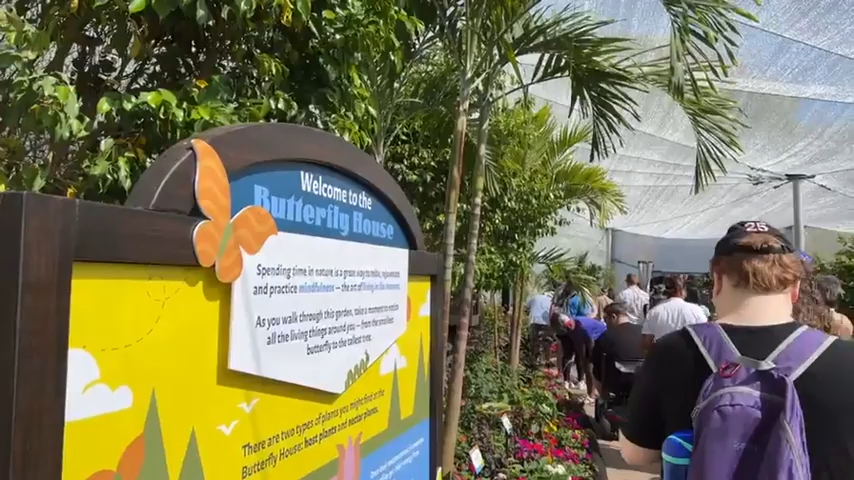 Welcome to the
Butterfly House
Spending time in nature is a great way to relax, rejuvenate
and practice mindfulness — the art of living in the moment.
As you walk through this garden, take a moment to notice
all the living things around you — from the smallest
butterfly to the tallest tree.
There are two types of plants you might find at the
Butterfly House: host plants and nectar plants.
25